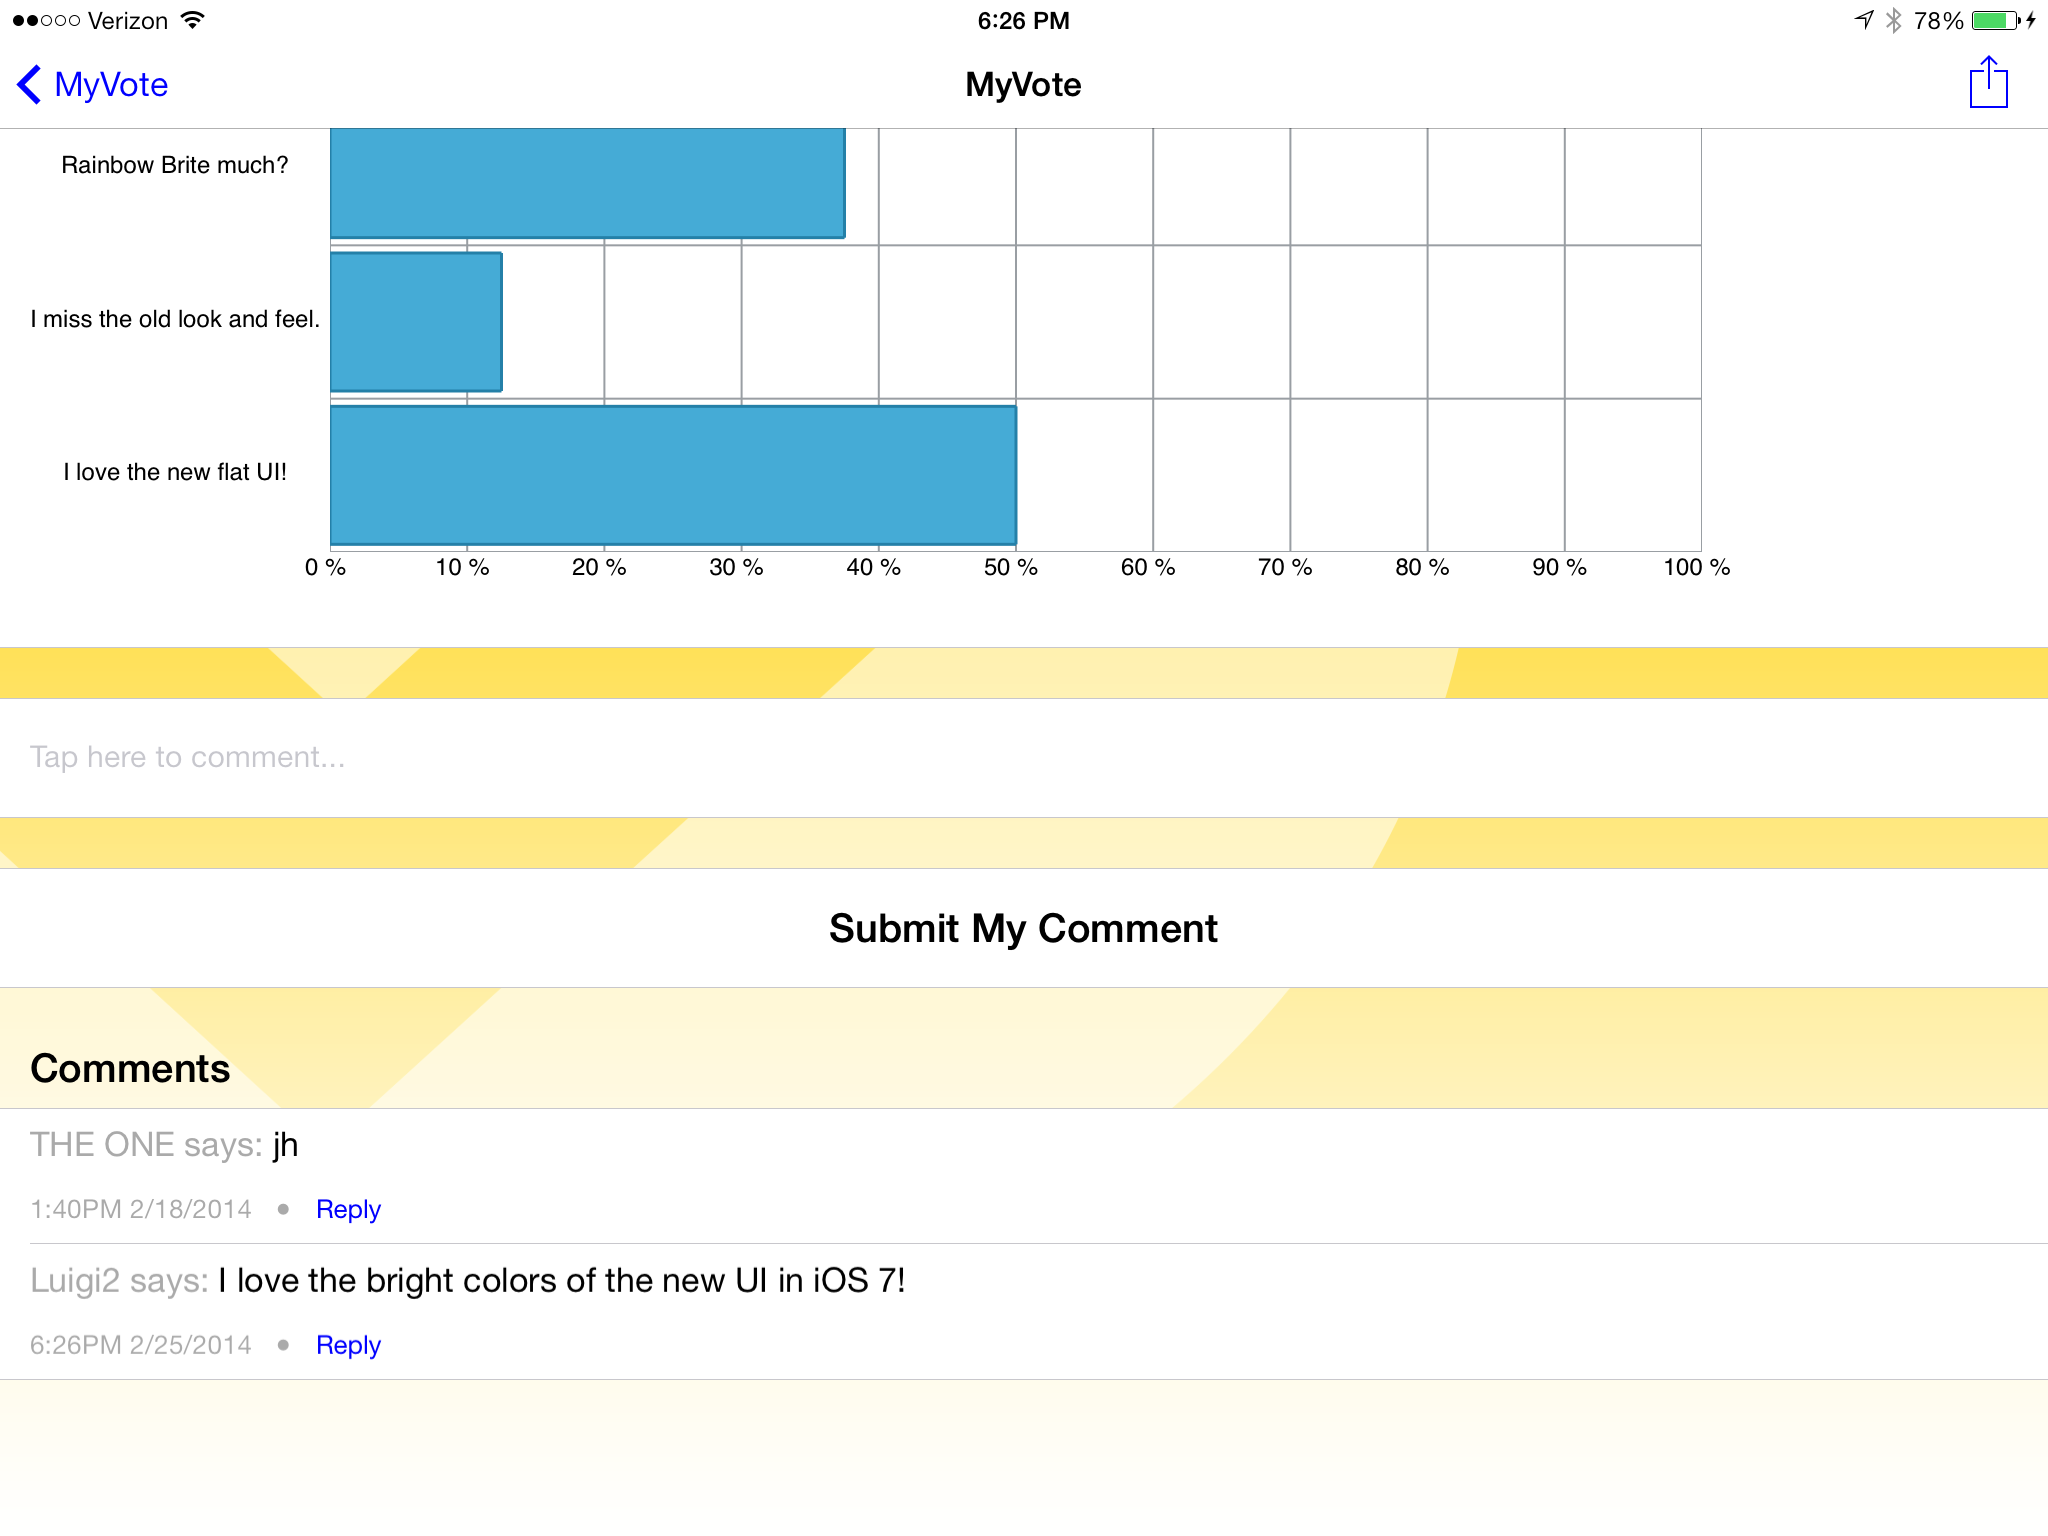 Verizon 6:26 PM 78%
MyVote MyVote
Rainbow Brite much?
I miss the old look and feel.
I love the new flat UI!
0 % 10 % 20 % 30 % 40 % 50 % 60 % 70 % 80 % 90 % 100 %
Tap here to comment...
Submit My Comment
Comments
THE ONE says: jh
1:40PM 2/18/2014 • Reply
Luigi2 says: I love the bright colors of the new UI in iOS 7!
6:26PM 2/25/2014 • Reply